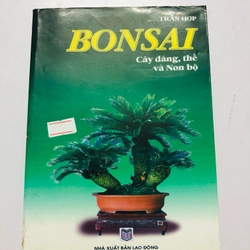 TRẦN HỢP
BONSAI
Cây dáng, thế
và Non bộ
NHÀ XUẤT BẢN LAO ĐỘNG